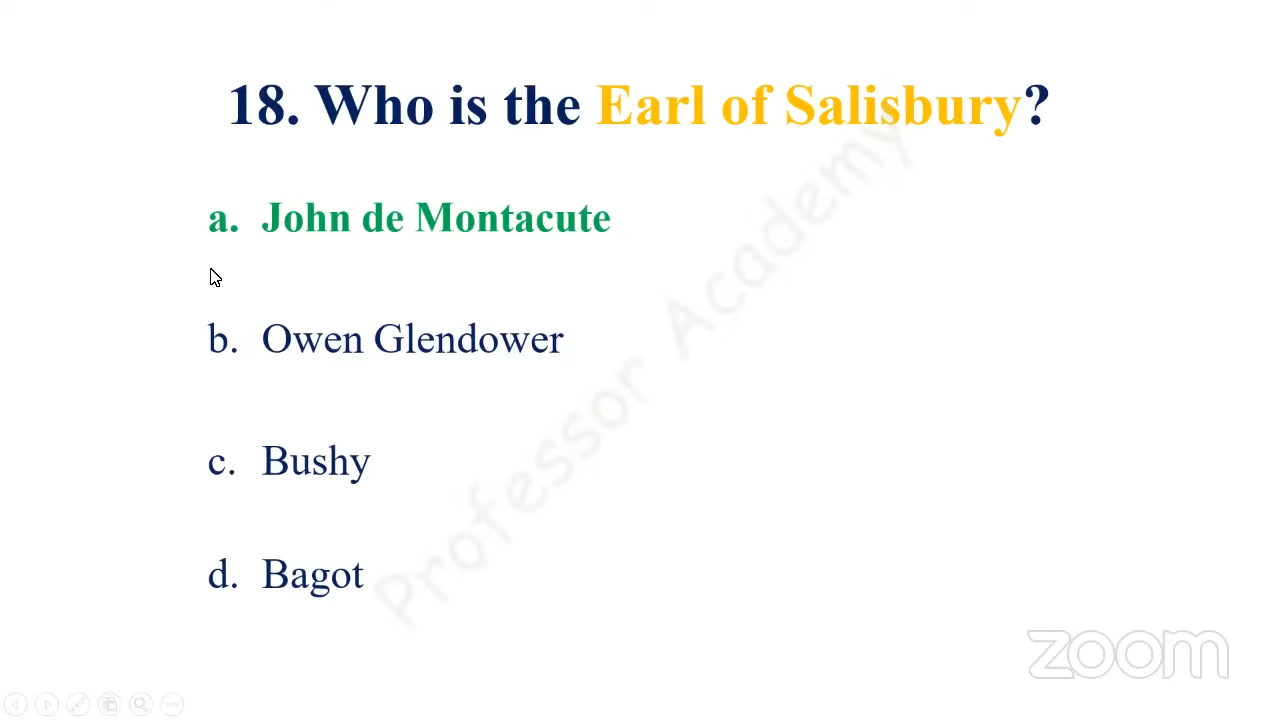 18. Who is the Earl of Salisbury?
a. John de Montacute
b. Owen Glendower
c. Bushy
d. Bagot
Professor Academy
zoom